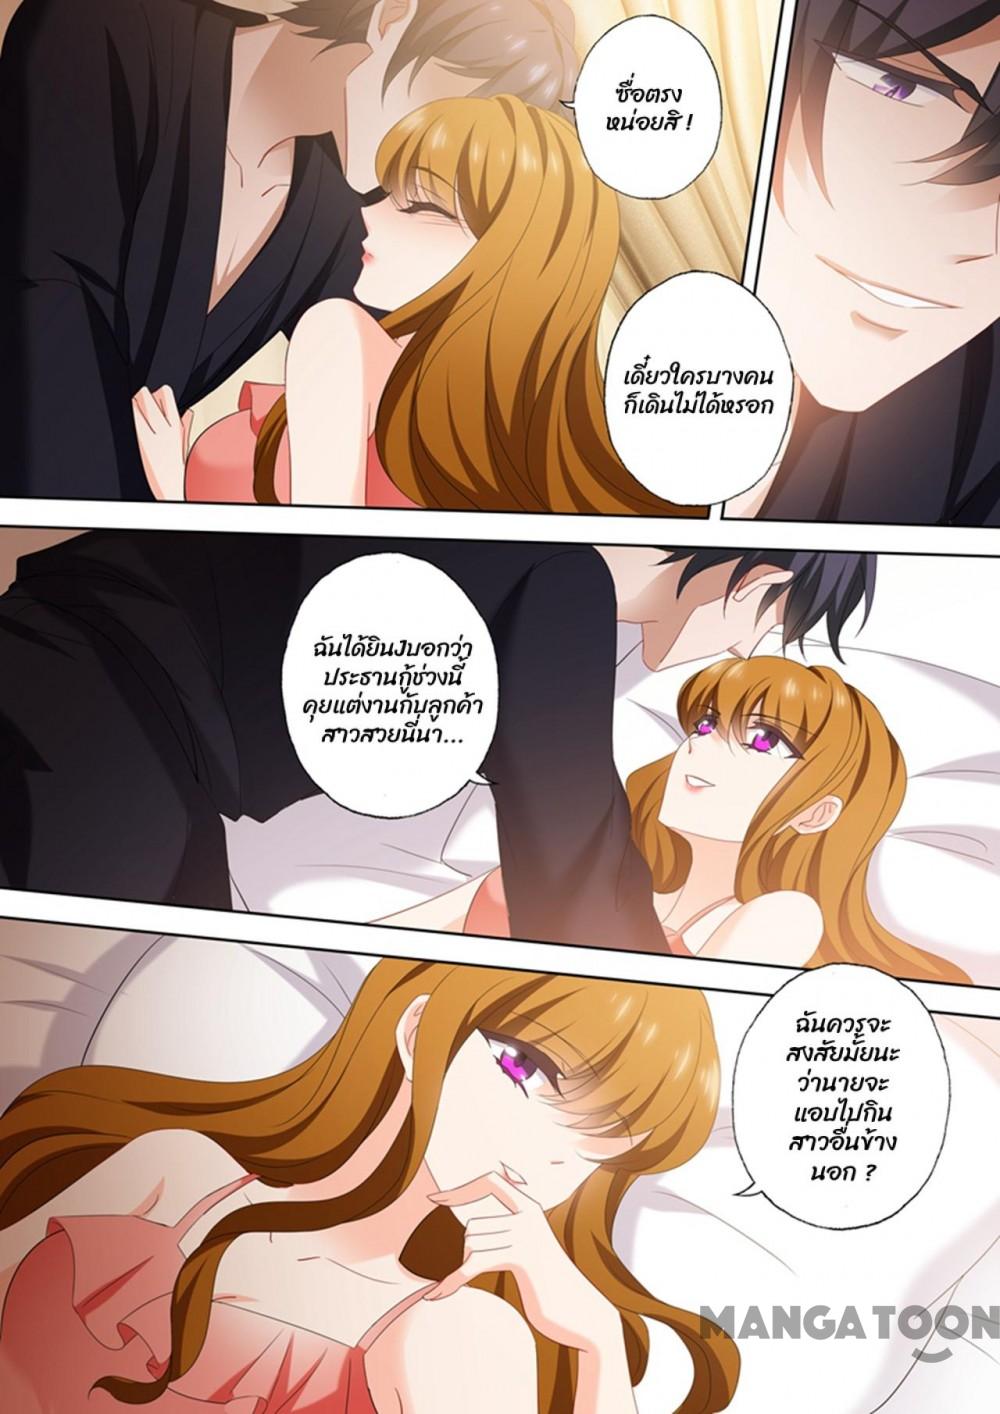 ซื่อตรง
หน่อยสิ !
เดี๋ยวใครบางคน
ก็เดินไม่ได้หรอก
ฉันได้ยินงบอกว่า
ประธานกู้ช่วงนี้
คุยแต่งานกับลูกค้า
สาวสวยนี่นา...
ฉันควรจะ
สงสัยมั้ยนะ
ว่านายจะ
แอบไปกิน
สาวอื่นข้าง
นอก ?
MANGATOON